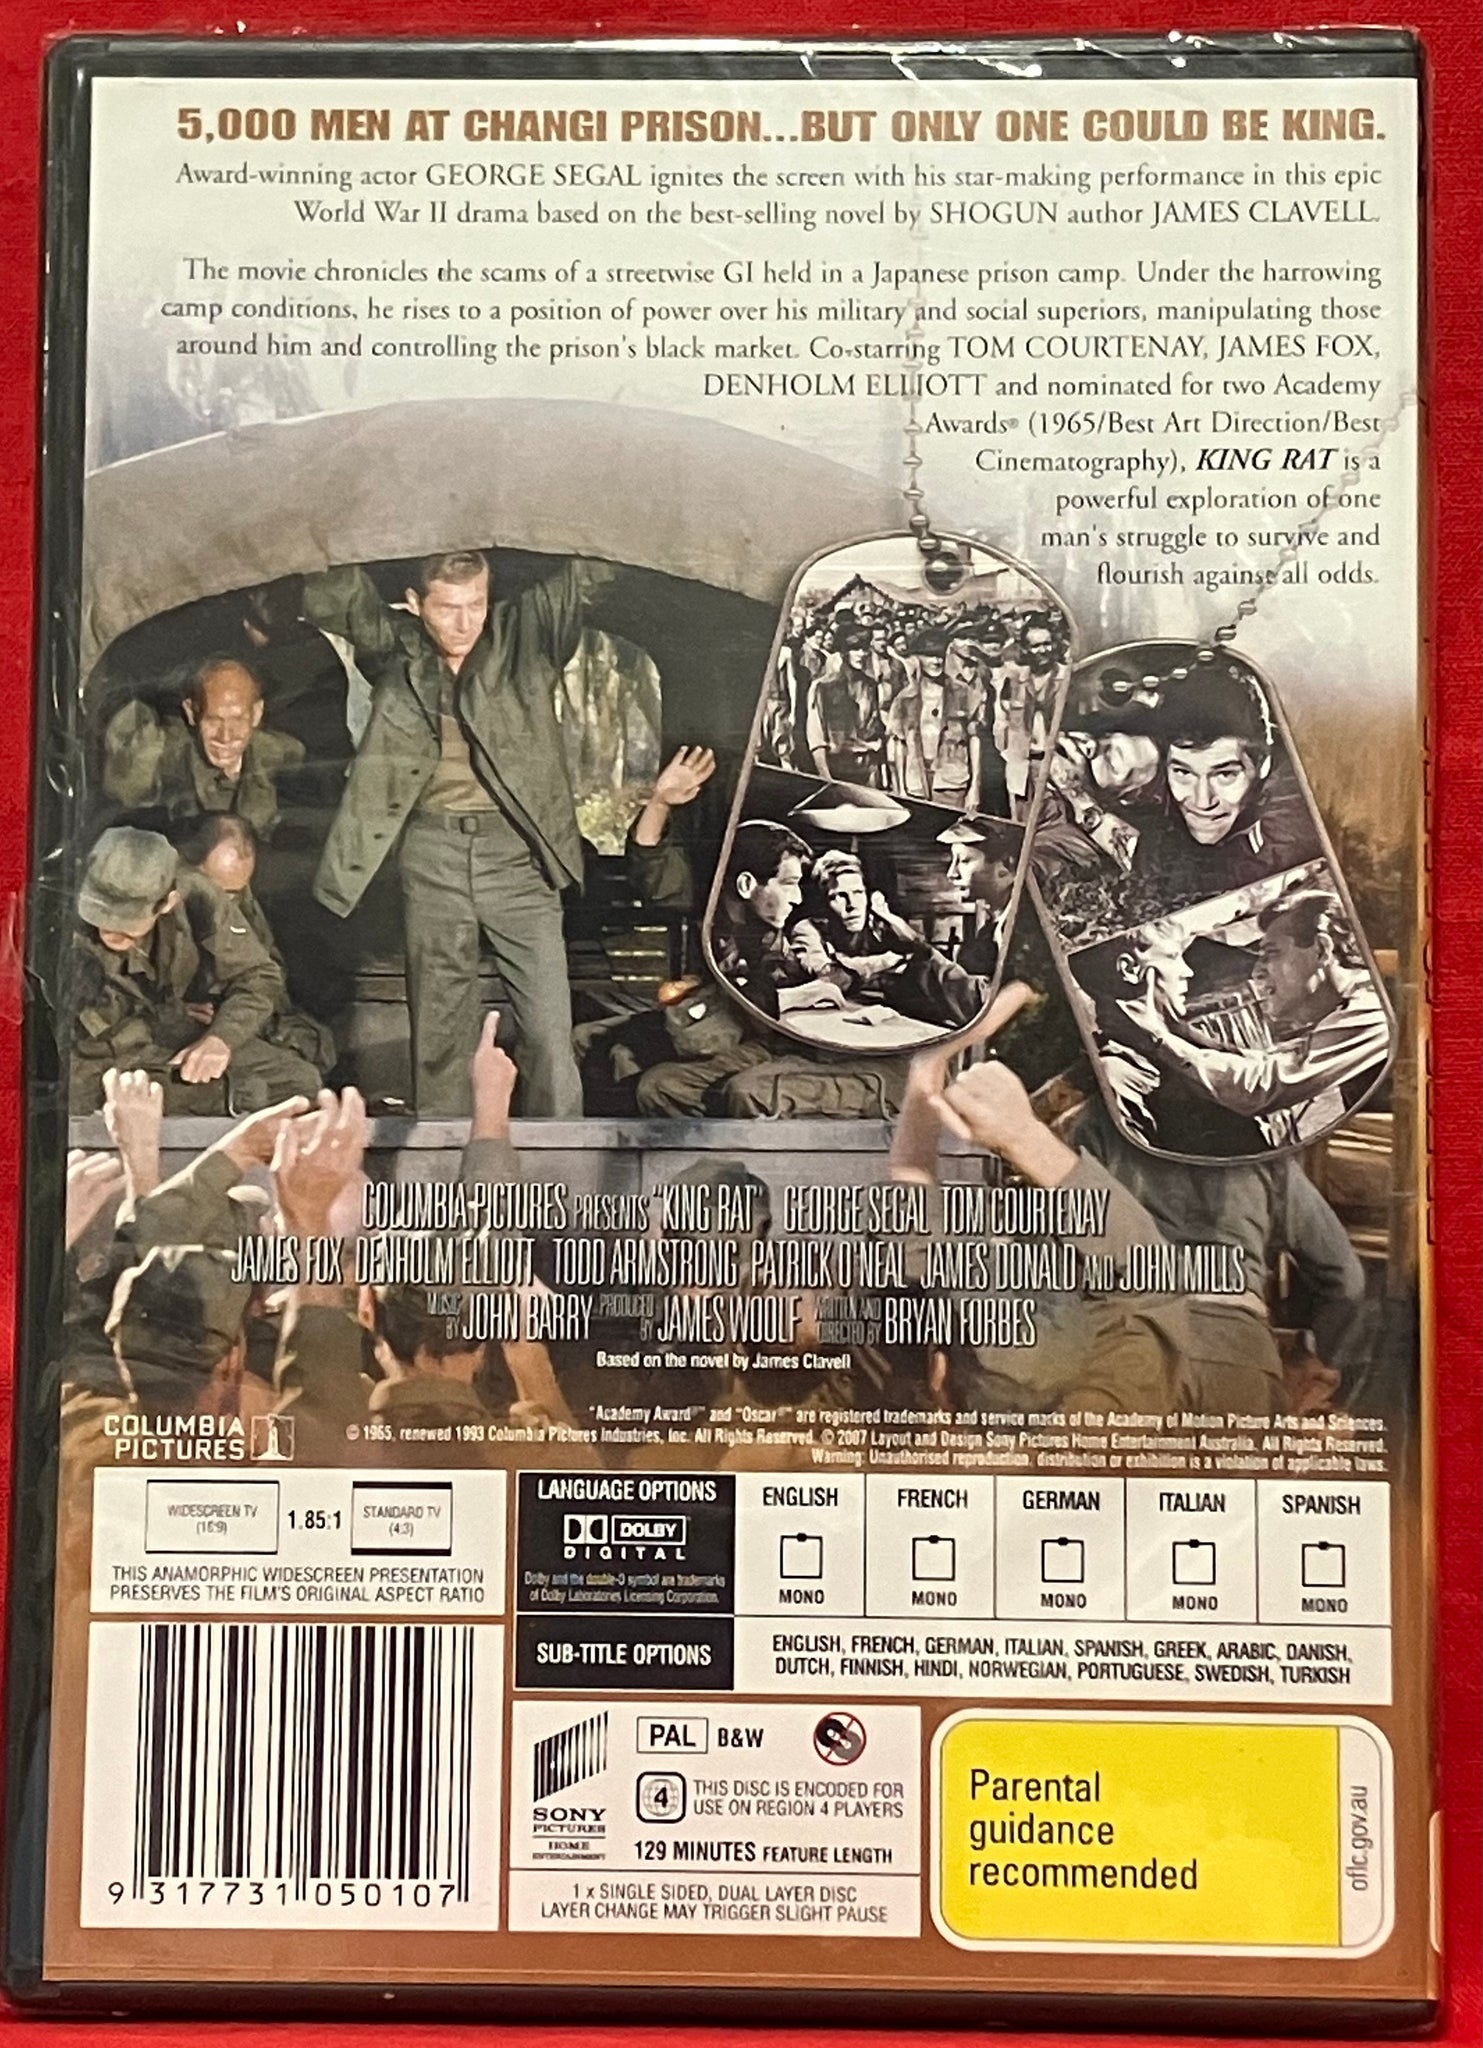 5,000 MEN AT CHANGI PRISON...BUT ONLY ONE COULD BE KING.
Award-winning actor GEORGE SEGAL ignites the screen with his star-making performance in this epic
World War II drama based on the best-selling novel by SHOGUN author JAMES CLAVELL.
The movie chronicles the scams of a streetwise GI held in a Japanese prison camp. Under the harrowing
camp conditions, he rises to a position of power over his military and social superiors, manipulating those
around him and controlling the prison's black market. Co-starring TOM COURTENAY, JAMES FOX,
DENHOLM ELLIOTT and nominated for two Academy
Awards® (1965/Best Art Direction/Best
Cinematography), KING RAT is a
powerful exploration of one
man's struggle to survive and
flourish against all odds.
COLUMBIA PICTURES PRESENTS "KING RAT" GEORGE SEGAL TOM COURTENAY
JAMES FOX DENHOLM ELLIOTT TODD ARMSTRONG PATRICK O'NEAL JAMES DONALD AND JOHN MILLS
MUSIC BY JOHN BARRY PRODUCED BY JAMES WOOLF WRITTEN AND DIRECTED BY BRYAN FORBES
Based on the novel by James Clavell
COLUMBIA
PICTURES
"Academy Award®" and "Oscar®" are registered trademarks and service marks of the Academy of Motion Picture Arts and Sciences.
© 1965, renewed 1993 Columbia Pictures Industries, Inc. All Rights Reserved. © 2007 Layout and Design Sony Pictures Home Entertainment Australia. All Rights Reserved.
Warning: Unauthorised reproduction, distribution or exhibition is a violation of applicable laws.
WIDESCREEN TV
(16:9)
1.85:1
STANDARD TV
(4:3)
THIS ANAMORPHIC WIDESCREEN PRESENTATION
PRESERVES THE FILM'S ORIGINAL ASPECT RATIO
LANGUAGE OPTIONS
DOLBY
DIGITAL
Dolby and the double-D symbol are trademarks
of Dolby Laboratories Licensing Corporation.
ENGLISH
MONO
FRENCH
MONO
GERMAN
MONO
ITALIAN
MONO
SPANISH
MONO
SUB-TITLE OPTIONS
ENGLISH, FRENCH, GERMAN, ITALIAN, SPANISH, GREEK, ARABIC, DANISH,
DUTCH, FINNISH, HINDI, NORWEGIAN, PORTUGUESE, SWEDISH, TURKISH
9 317731 050107
SONY
PICTURES
HOME
ENTERTAINMENT
PAL B&W
4
THIS DISC IS ENCODED FOR
USE ON REGION 4 PLAYERS
129 MINUTES FEATURE LENGTH
1 x SINGLE SIDED, DUAL LAYER DISC
LAYER CHANGE MAY TRIGGER SLIGHT PAUSE
Parental
guidance
recommended
oflc.gov.au